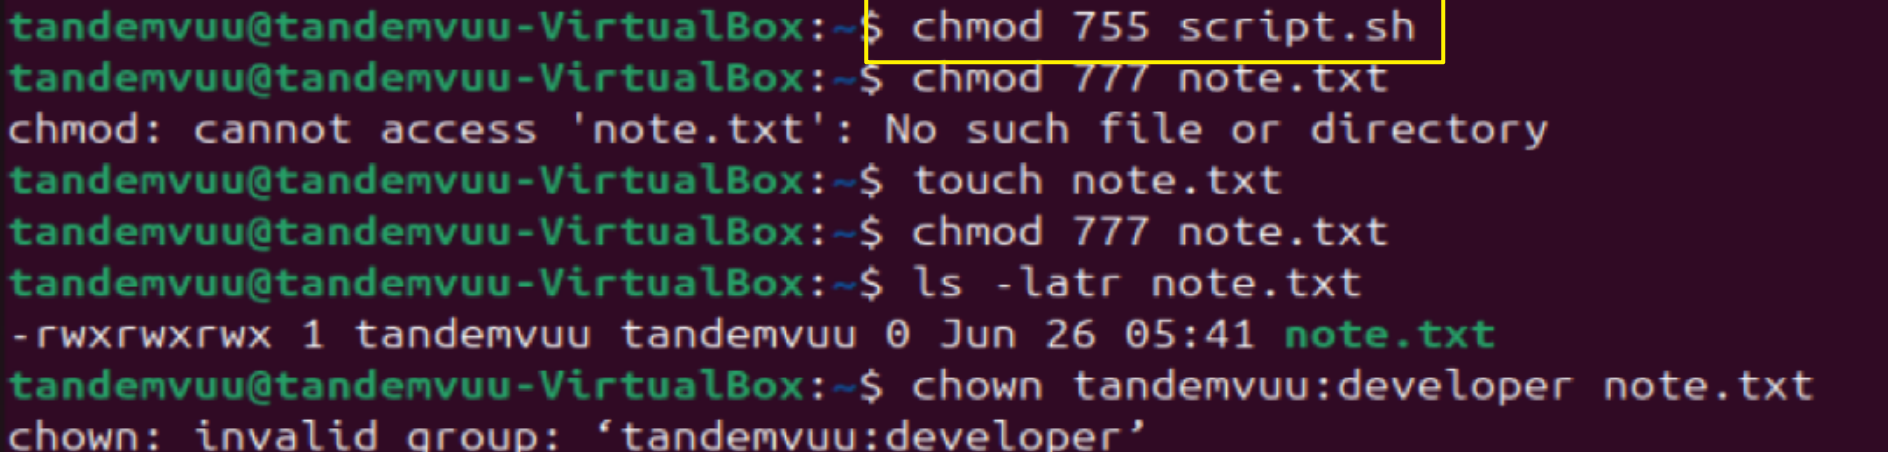 tandemvuu@tandemvuu-VirtualBox:~$ chmod 755 script.sh
tandemvuu@tandemvuu-VirtualBox:~$ chmod 777 note.txt
chmod: cannot access 'note.txt': No such file or directory
tandemvuu@tandemvuu-VirtualBox:~$ touch note.txt
tandemvuu@tandemvuu-VirtualBox:~$ chmod 777 note.txt
tandemvuu@tandemvuu-VirtualBox:~$ ls -latr note.txt
-rwxrwxrwx 1 tandemvuu tandemvuu 0 Jun 26 05:41 note.txt
tandemvuu@tandemvuu-VirtualBox:~$ chown tandemvuu:developer note.txt
chown: invalid group: ‘tandemvuu:developer’